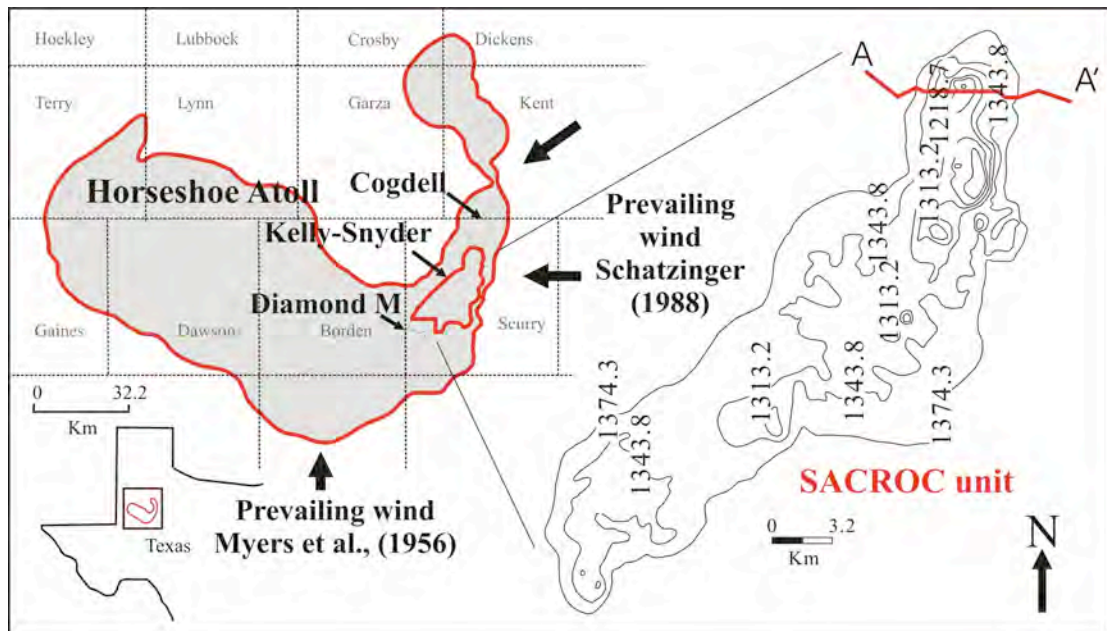 Hockley
Lubbock
Crosby
Dickens
Terry
Lynn
Garza
Kent
Horseshoe Atoll
Cogdell
Kelly-Snyder
Diamond M
Gaines
Dawson
Borden
Scurry
Prevailing
wind
Schatzinger
(1988)
0 32.2
Km
Texas
Prevailing wind
Myers et al., (1956)
A
A'
1218.7
1343.8
1313.2
1343.8
1313.2
1313.2
1343.8
1374.3
1374.3
1343.8
SACROC unit
0 3.2
Km
N